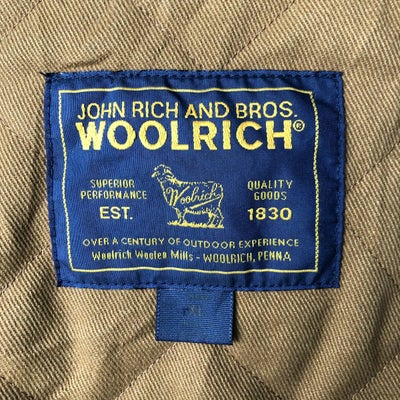 JOHN RICH AND BROS.
WOOLRICH®
SUPERIOR
PERFORMANCE
EST.
Woolrich
QUALITY
GOODS
1830
OVER A CENTURY OF OUTDOOR EXPERIENCE
Woolrich Woolen Mills - WOOLRICH, PENNA